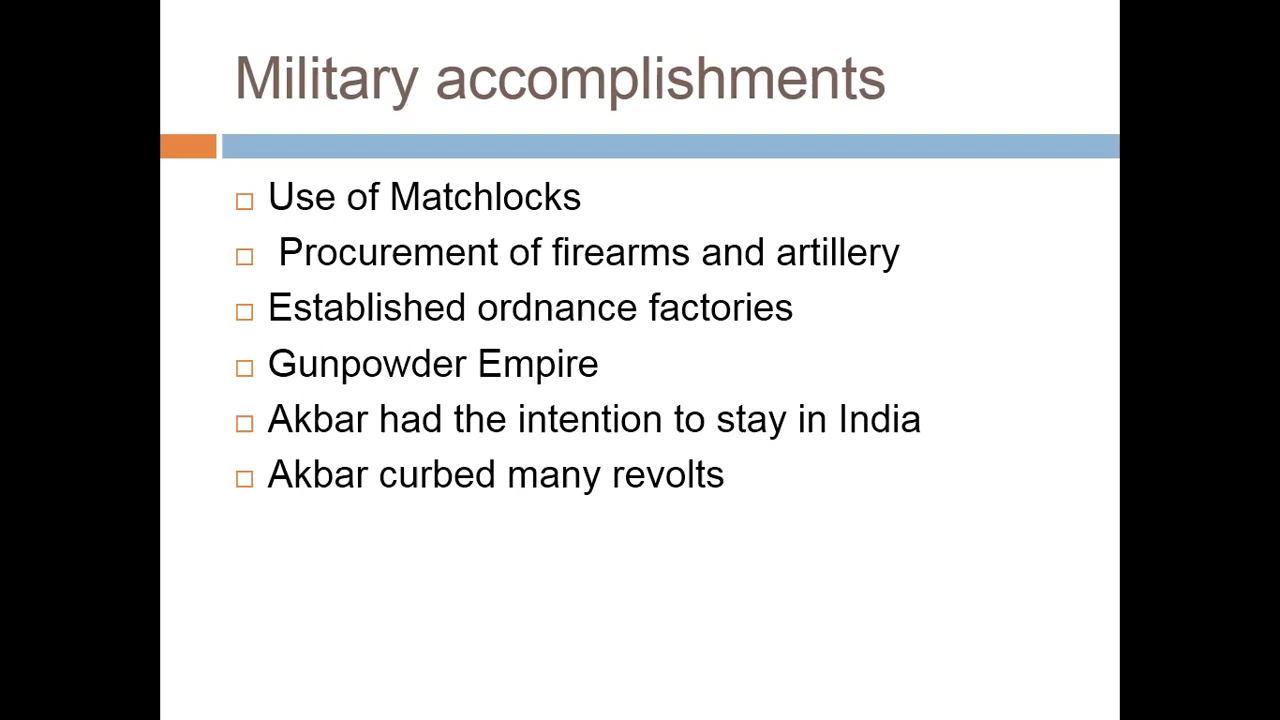 Military accomplishments
Use of Matchlocks
Procurement of firearms and artillery
Established ordnance factories
Gunpowder Empire
Akbar had the intention to stay in India
Akbar curbed many revolts